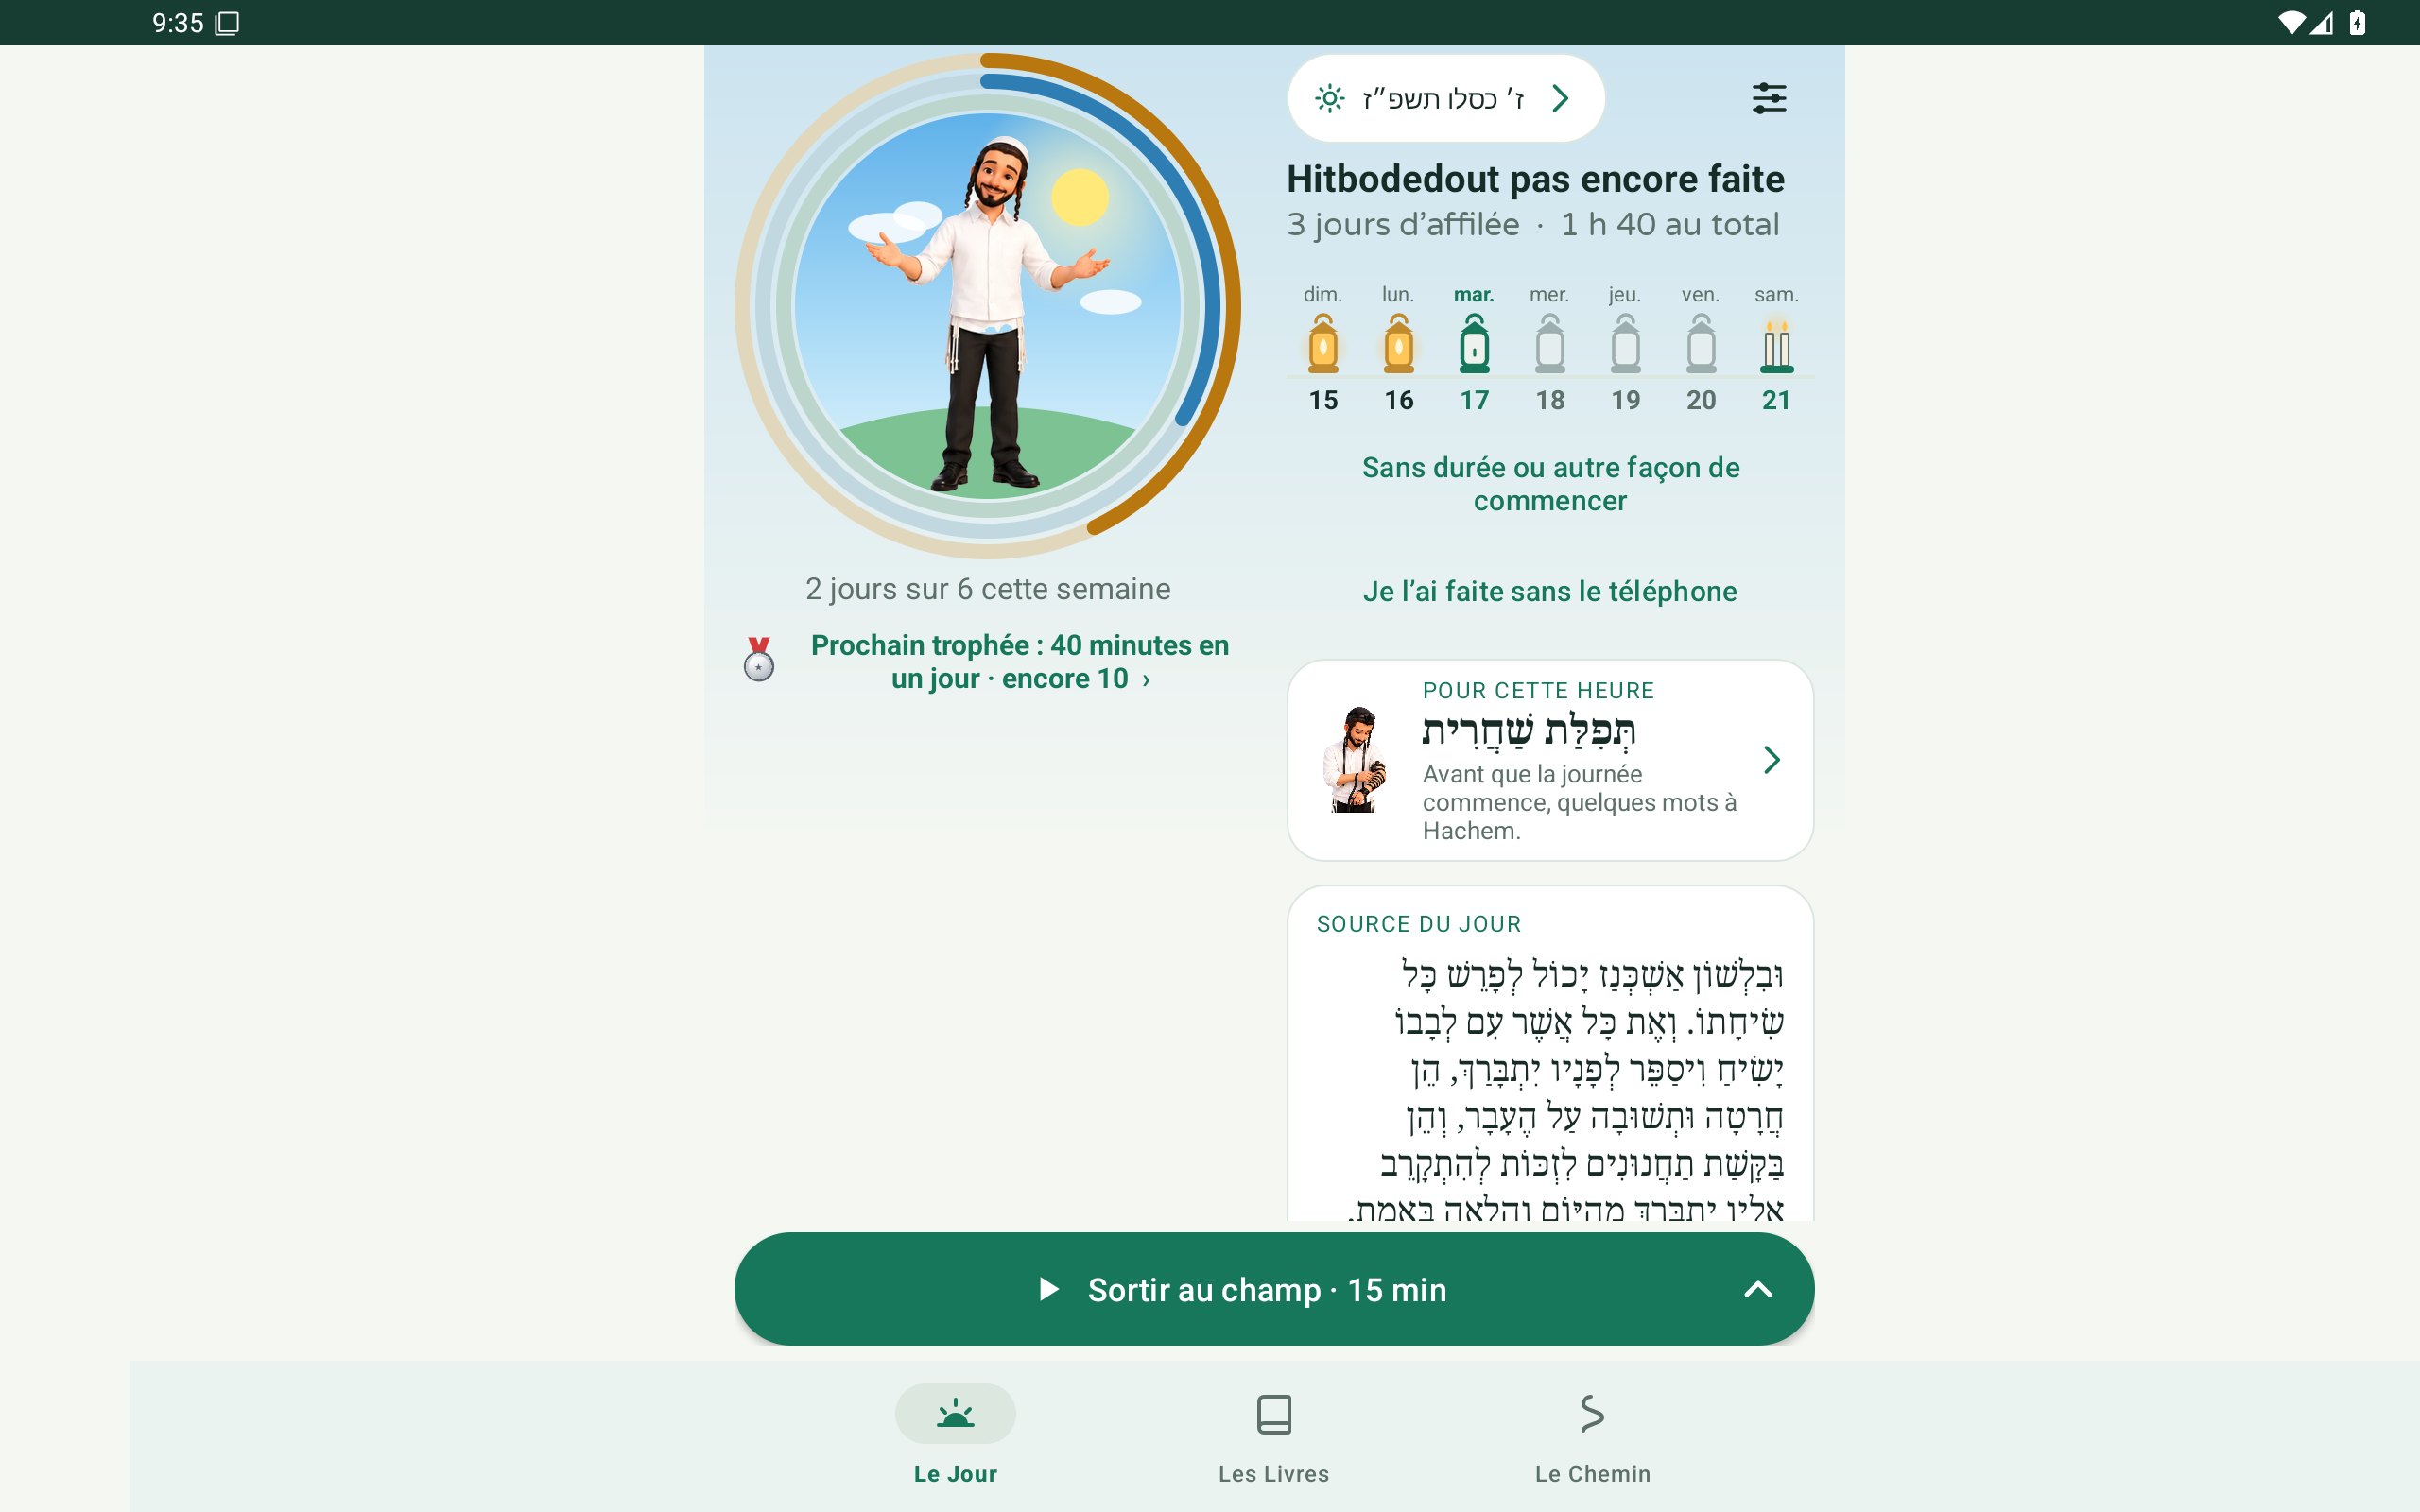 9:35
ז׳ כסלו תשפ״ז
Hitbodedout pas encore faite
3 jours d’affilée · 1 h 40 au total
dim. lun. mar. mer. jeu. ven. sam.
15 16 17 18 19 20 21
Sans durée ou autre façon de
commencer
Je l’ai faite sans le téléphone
2 jours sur 6 cette semaine
Prochain trophée : 40 minutes en
un jour · encore 10 ›
POUR CETTE HEURE
תְּפִלַּת שַׁחֲרִית
Avant que la journée
commence, quelques mots à
Hachem.
SOURCE DU JOUR
וּבִלְשׁוֹן אַשְׁכְּנַז יָכוֹל לְפָרֵשׁ כָּל
שִׂיחָתוֹ. וְאֶת כָּל אֲשֶׁר עִם לְבָבוֹ
יָשִׂיחַ וִיסַפֵּר לְפָנָיו יִתְבָּרַךְ, הֵן
חֲרָטָה וּתְשׁוּבָה עַל הֶעָבָר, וְהֵן
בַּקָּשַׁת תַּחֲנוּנִים לִזְכּוֹת לְהִתְקָרֵב
אֵלָיו יִתְבָּרַךְ מֵהַיּוֹם וָהָלְאָה בֶּאֱמֶת.
Sortir au champ · 15 min
Le Jour
Les Livres
Le Chemin